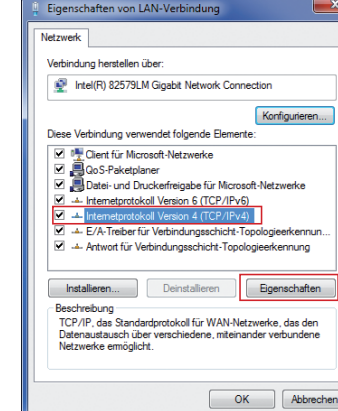 Eigenschaften von LAN-Verbindung
Netzwerk
Verbindung herstellen über:
Intel(R) 82579LM Gigabit Network Connection
Konfigurieren...
Diese Verbindung verwendet folgende Elemente:
Client für Microsoft-Netzwerke
QoS-Paketplaner
Datei- und Druckerfreigabe für Microsoft-Netzwerke
Internetprotokoll Version 6 (TCP/IPv6)
Internetprotokoll Version 4 (TCP/IPv4)
E/A-Treiber für Verbindungsschicht-Topologieerkennun...
Antwort für Verbindungsschicht-Topologieerkennung
Installieren... Deinstallieren Eigenschaften
Beschreibung
TCP/IP, das Standardprotokoll für WAN-Netzwerke, das den
Datenaustausch über verschiedene, miteinander verbundene
Netzwerke ermöglicht.
OK Abbrechen